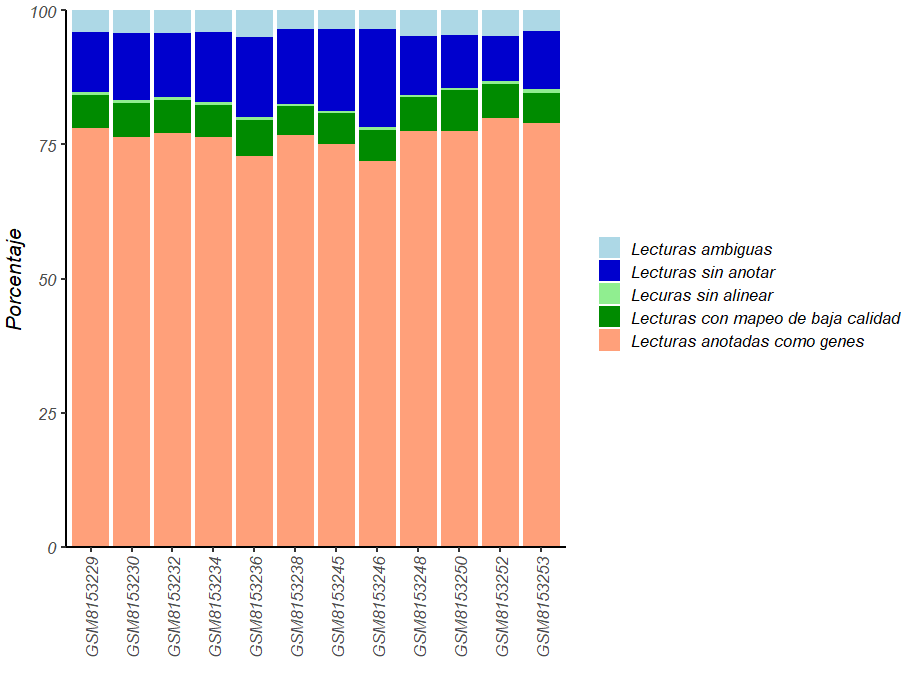 100
75
50
25
0
Porcentaje
GSM8153229
GSM8153230
GSM8153232
GSM8153234
GSM8153236
GSM8153238
GSM8153245
GSM8153246
GSM8153248
GSM8153250
GSM8153252
GSM8153253
Lecturas ambiguas
Lecturas sin anotar
Lecuras sin alinear
Lecturas con mapeo de baja calidad
Lecturas anotadas como genes